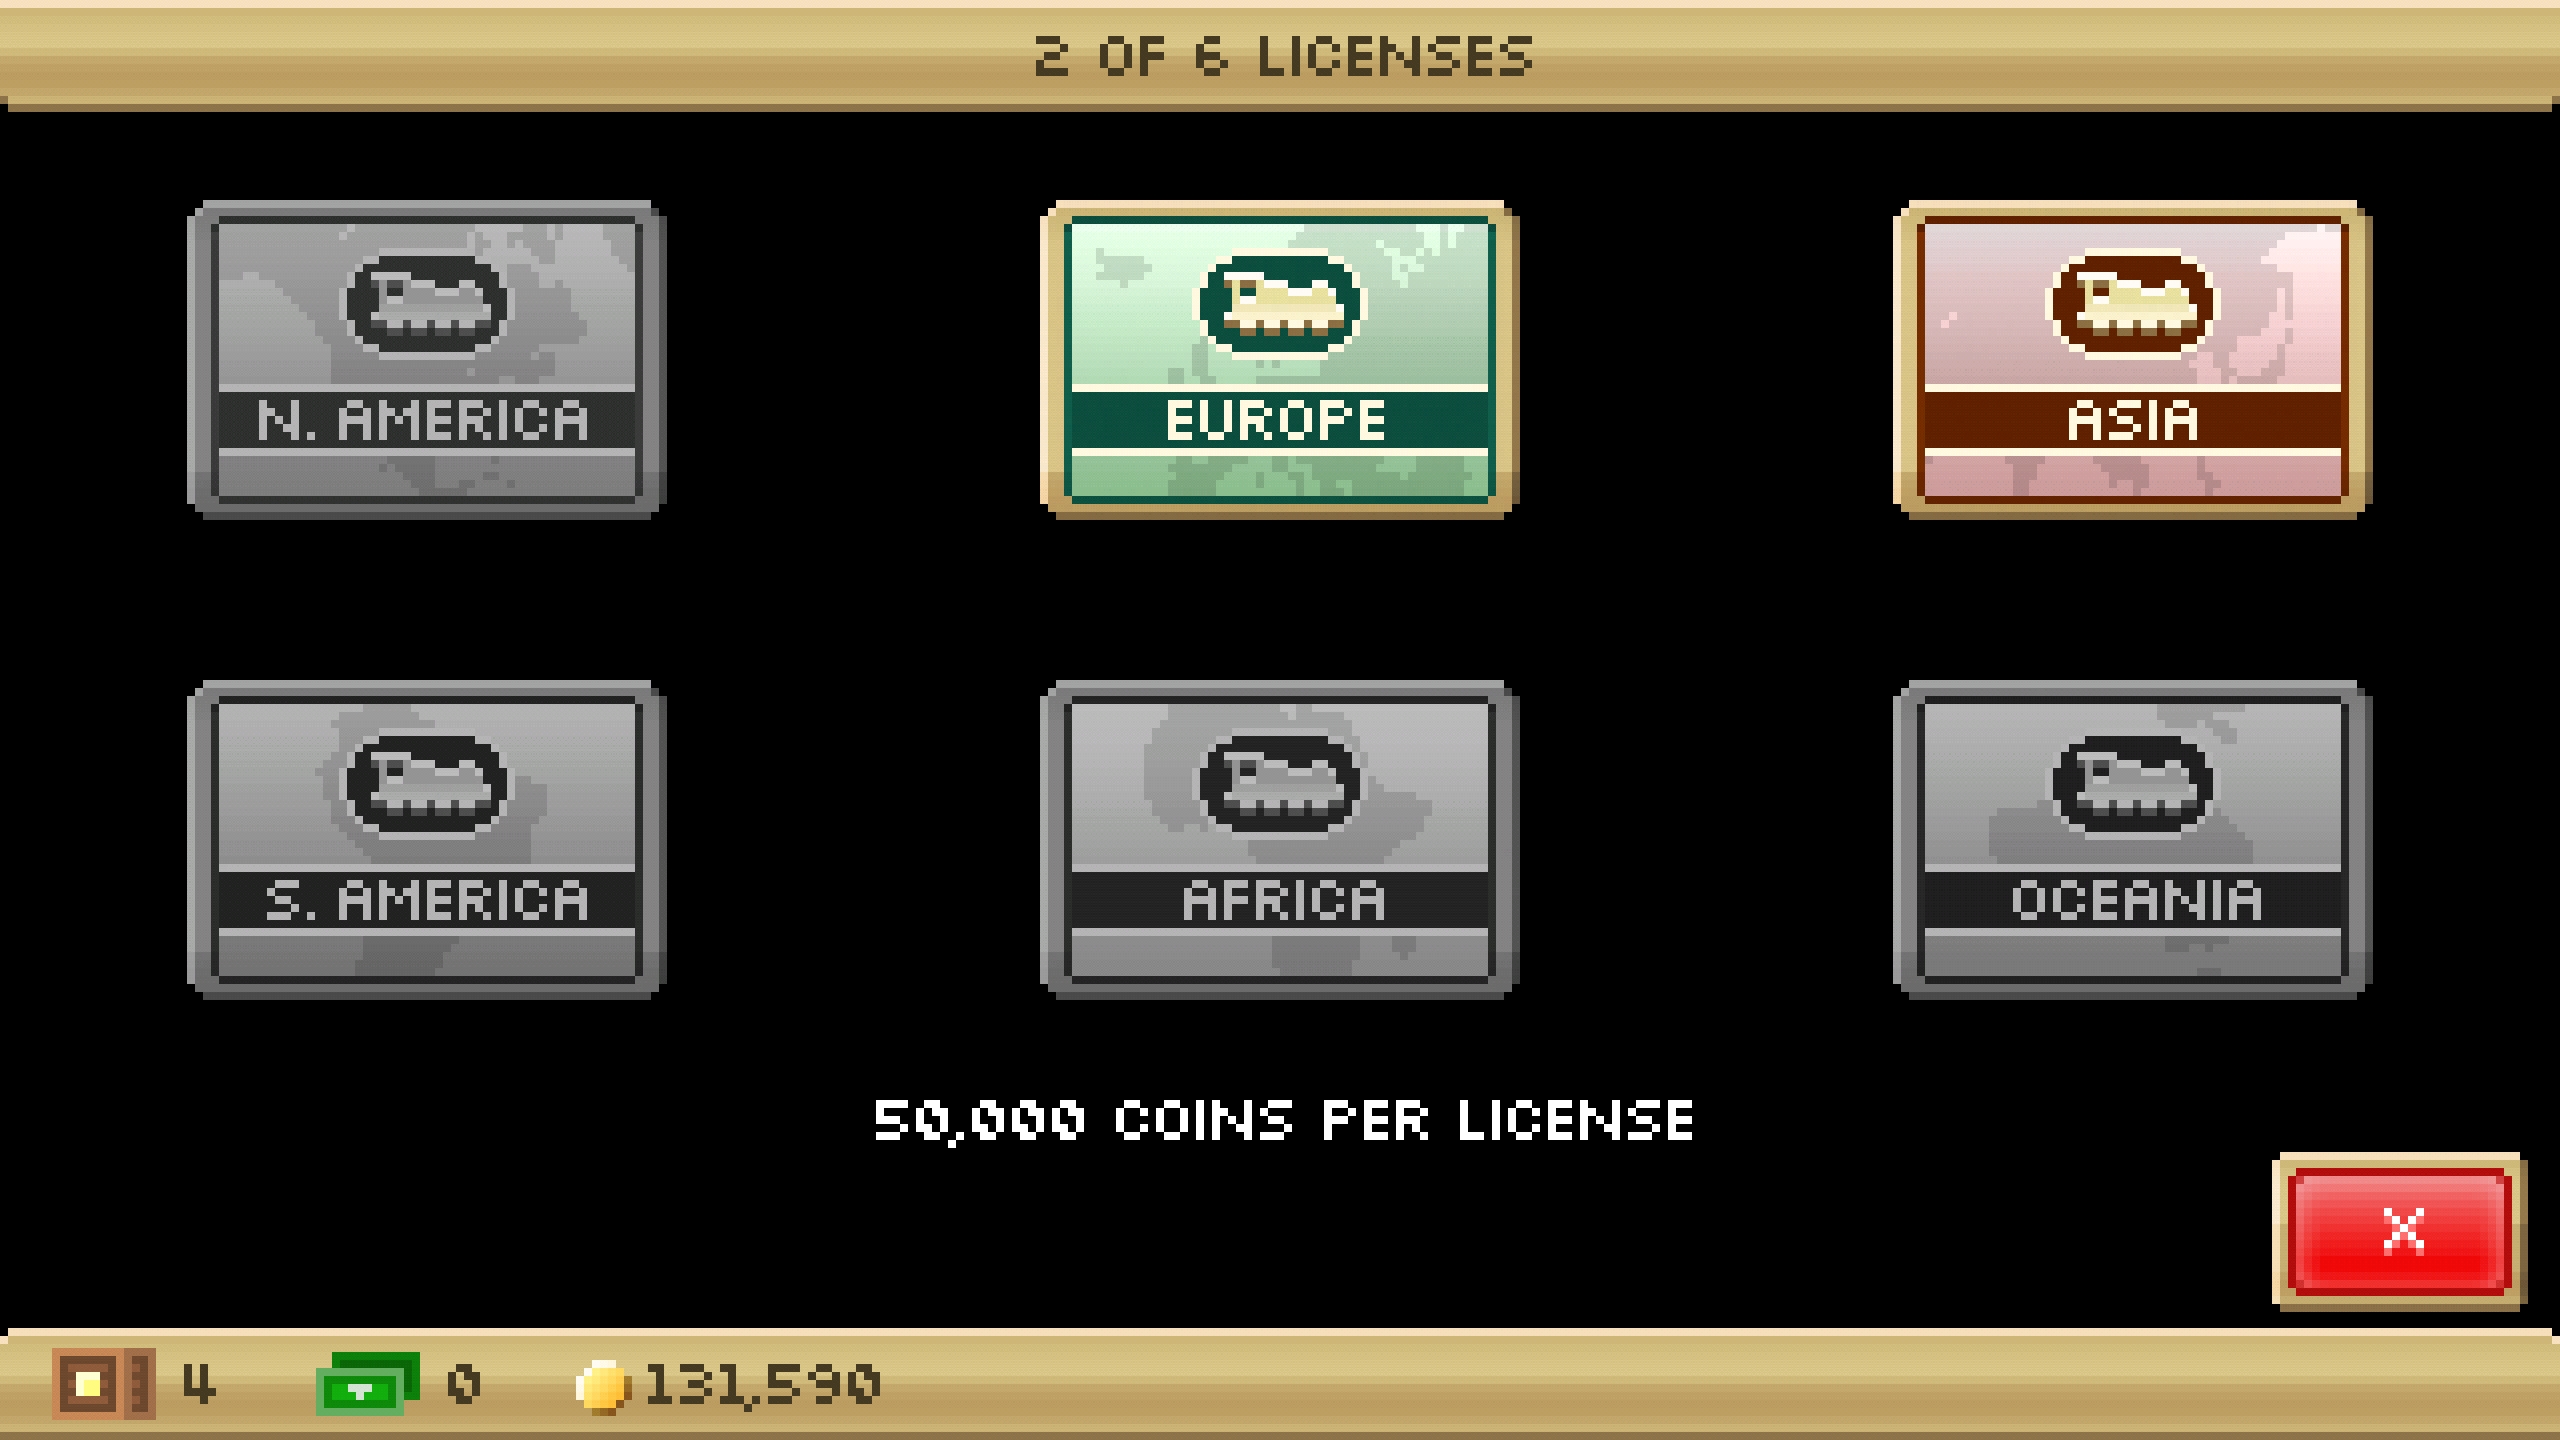 2 OF 6 LICENSES
N. AMERICA
EUROPE
ASIA
S. AMERICA
AFRICA
OCEANIA
50,000 COINS PER LICENSE
X
4
0
131,590